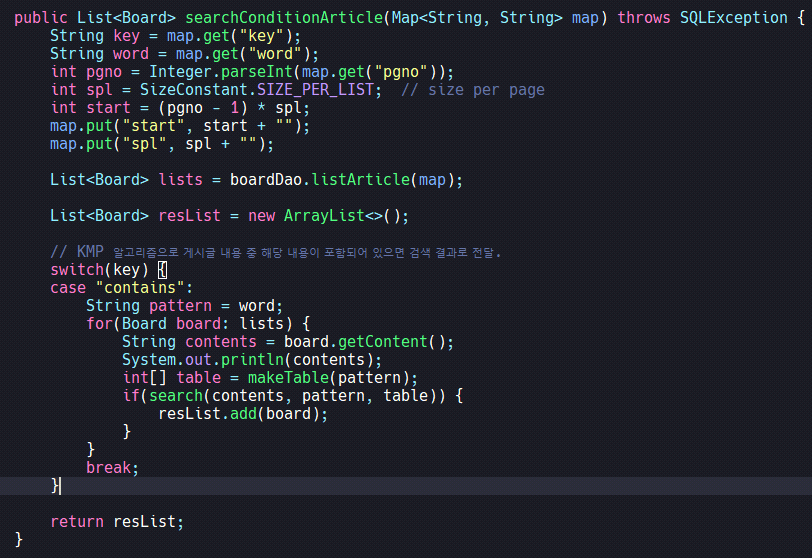 public List<Board> searchConditionArticle(Map<String, String> map) throws SQLException {
    String key = map.get("key");
    String word = map.get("word");
    int pgno = Integer.parseInt(map.get("pgno"));
    int spl = SizeConstant.SIZE_PER_LIST;  // size per page
    int start = (pgno - 1) * spl;
    map.put("start", start + "");
    map.put("spl", spl + "");

    List<Board> lists = boardDao.listArticle(map);

    List<Board> resList = new ArrayList<>();

    // KMP 알고리즘으로 게시글 내용 중 해당 내용이 포함되어 있으면 검색 결과로 전달.
    switch(key) {
    case "contains":
        String pattern = word;
        for(Board board: lists) {
            String contents = board.getContent();
            System.out.println(contents);
            int[] table = makeTable(pattern);
            if(search(contents, pattern, table)) {
                resList.add(board);
            }
        }
        break;
    }

    return resList;
}